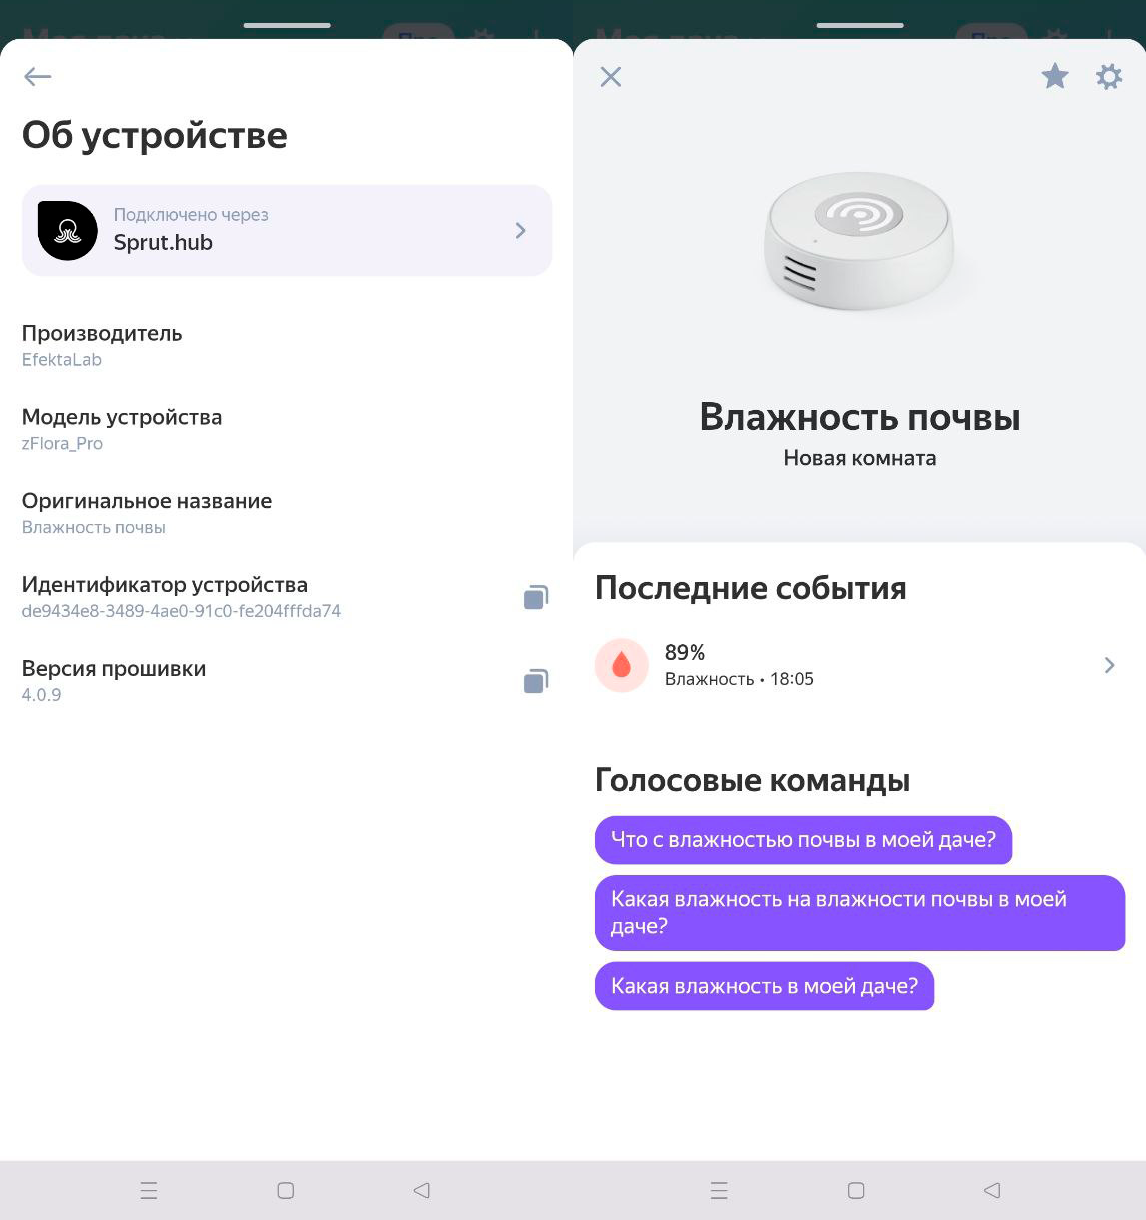 Об устройстве
Подключено через
Sprut.hub
Производитель
EfektaLab
Модель устройства
zFlora_Pro
Оригинальное название
Влажность почвы
Идентификатор устройства
de9434e8-3489-4ae0-91c0-fe204fffda74
Версия прошивки
4.0.9
Влажность почвы
Новая комната
Последние события
89%
Влажность • 18:05
Голосовые команды
Что с влажностью почвы в моей даче?
Какая влажность на влажности почвы в моей
даче?
Какая влажность в моей даче?